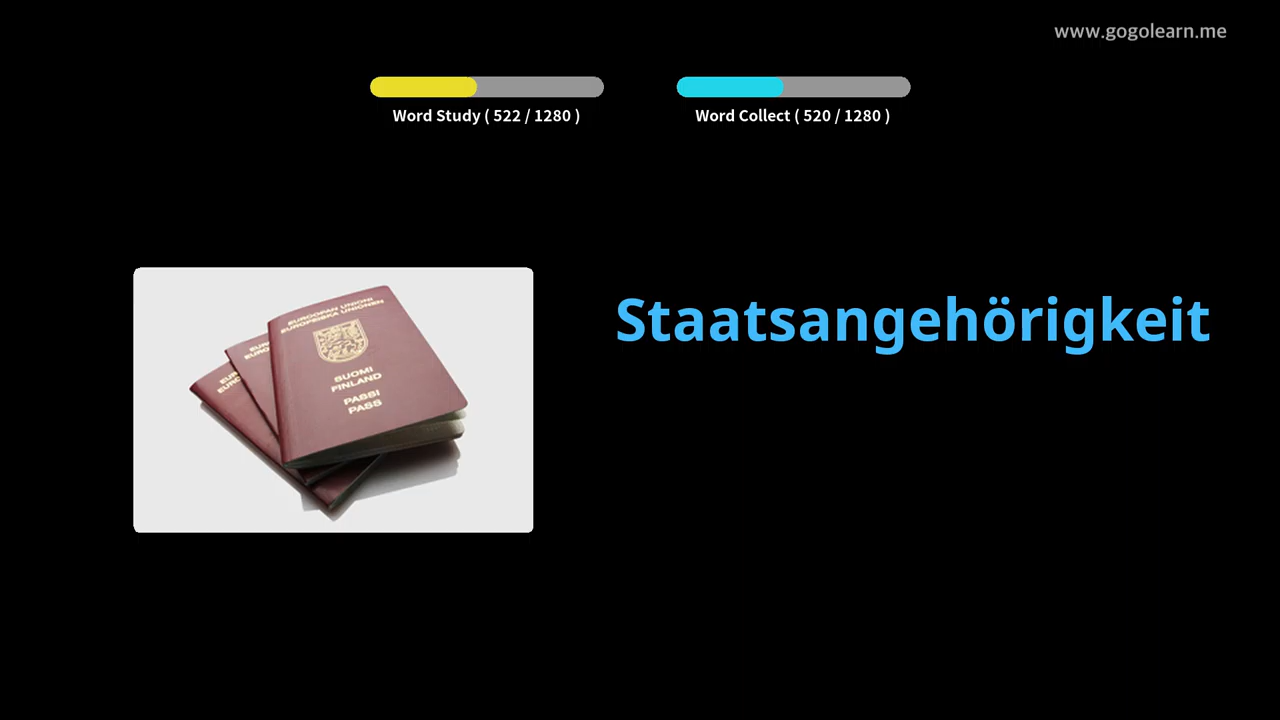 www.gogolearn.me
Word Study ( 522 / 1280 )
Word Collect ( 520 / 1280 )
Staatsangehörigkeit
EUROOPAN UNIONI
EUROPEISKA UNIONEN
SUOMI
FINLAND
PASSI
PASS